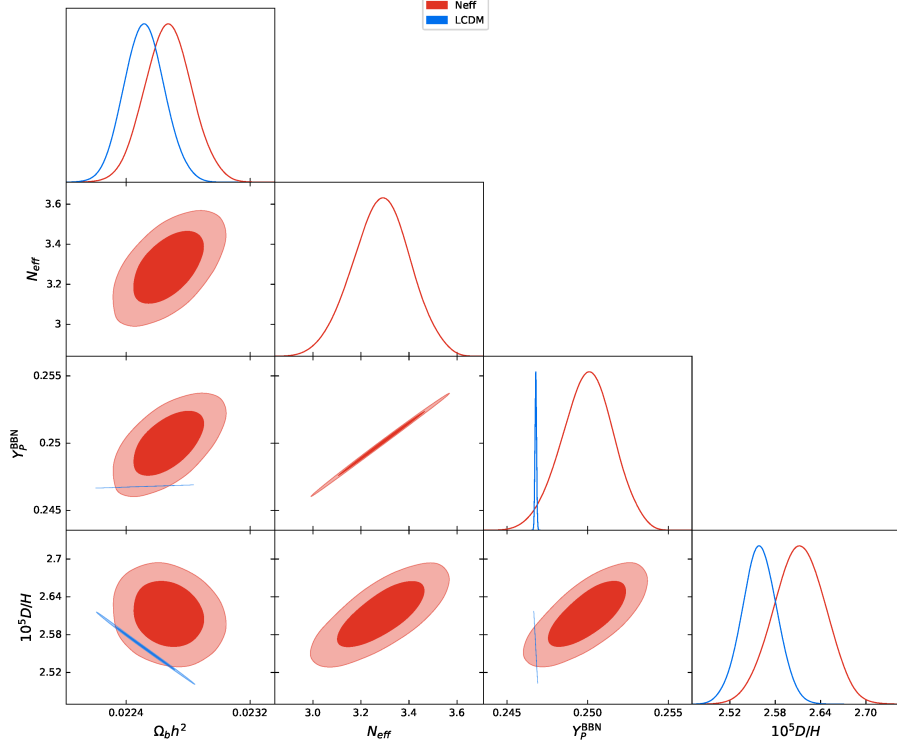 Neff
LCDM
3.6
3.4
3.2
3
N_eff
0.255
0.25
0.245
Y_P^BBN
2.7
2.64
2.58
2.52
10^5D/H
0.0224 0.0232
Ω_bh^2
3.0 3.2 3.4 3.6
N_eff
0.245 0.250 0.255
Y_P^BBN
2.52 2.58 2.64 2.70
10^5D/H